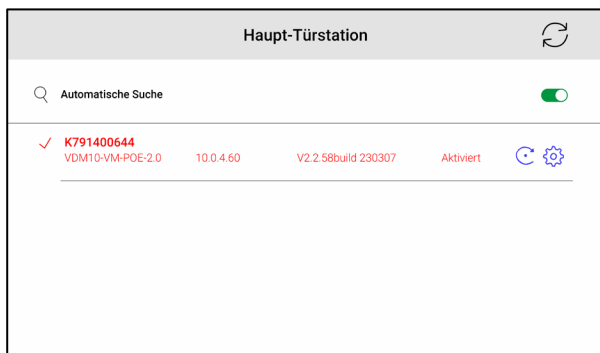 Haupt-Türstation
Automatische Suche
K791400644
VDM10-VM-POE-2.0 10.0.4.60 V2.2.58build 230307 Aktiviert